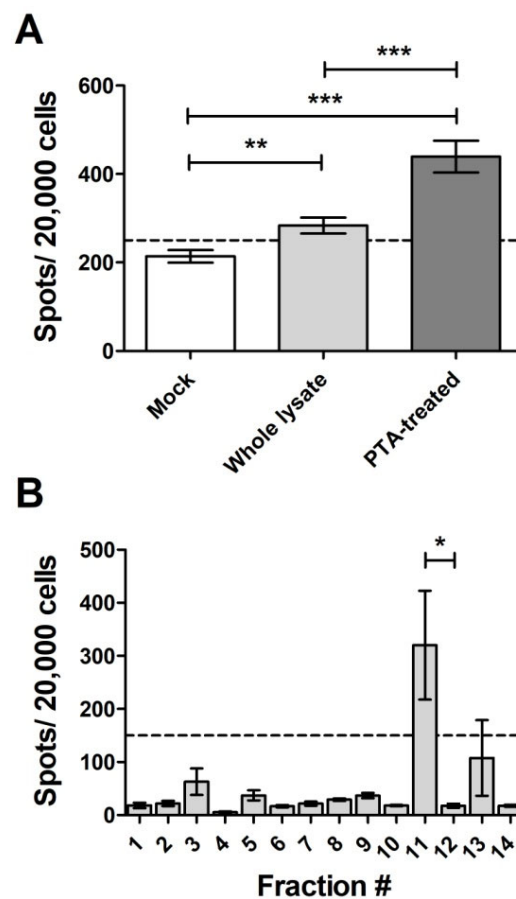 A
***
***
**
600
400
200
0
Spots/ 20,000 cells
Mock
Whole lysate
PTA-treated
B
*
500
400
300
200
100
0
Spots/ 20,000 cells
1 2 3 4 5 6 7 8 9 10 11 12 13 14
Fraction #